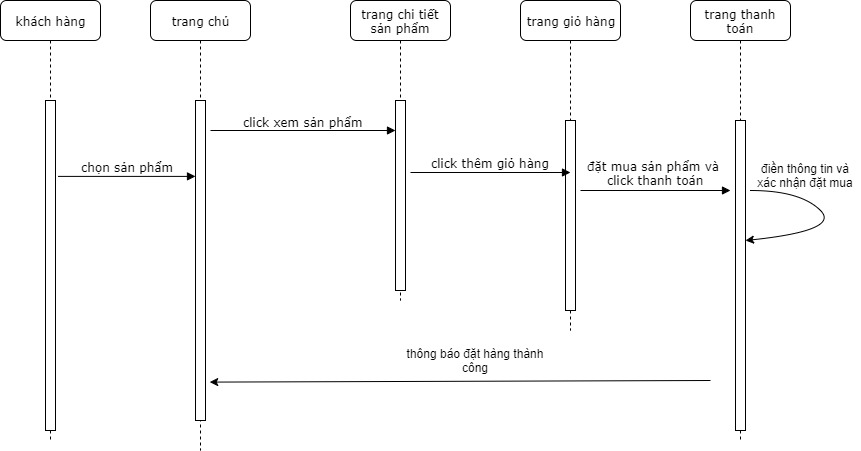 khách hàng
trang chủ
trang chi tiết
sản phẩm
trang giỏ hàng
trang thanh
toán
click xem sản phẩm
chọn sản phẩm
click thêm giỏ hàng
đặt mua sản phẩm và
click thanh toán
điền thông tin và
xác nhận đặt mua
thông báo đặt hàng thành
công